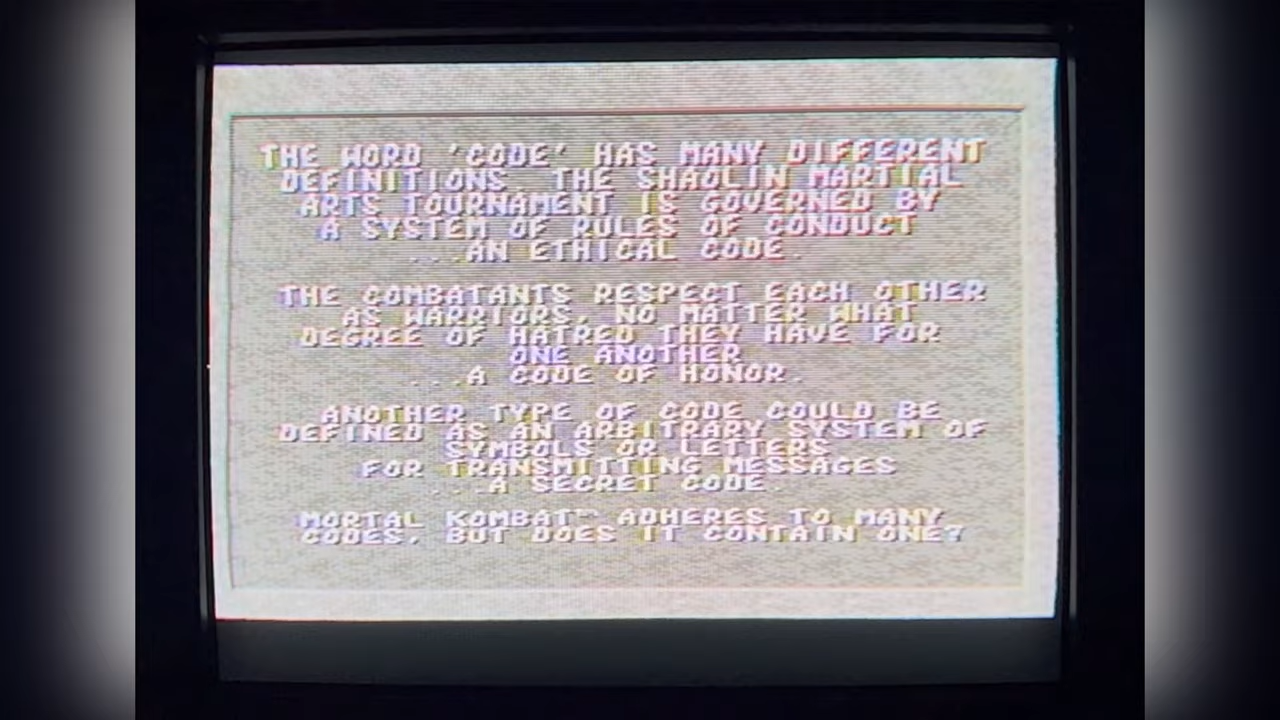 THE WORD 'CODE' HAS MANY DIFFERENT
DEFINITIONS. THE SHAOLIN MARTIAL
ARTS TOURNAMENT IS GOVERNED BY
A SYSTEM OF RULES OF CONDUCT
...AN ETHICAL CODE.
THE COMBATANTS RESPECT EACH OTHER
AS WARRIORS, NO MATTER WHAT
DEGREE OF HATRED THEY HAVE FOR
ONE ANOTHER
...A CODE OF HONOR.
ANOTHER TYPE OF CODE COULD BE
DEFINED AS AN ARBITRARY SYSTEM OF
SYMBOLS OR LETTERS
FOR TRANSMITTING MESSAGES
...A SECRET CODE.
MORTAL KOMBAT™ ADHERES TO MANY
CODES, BUT DOES IT CONTAIN ONE?